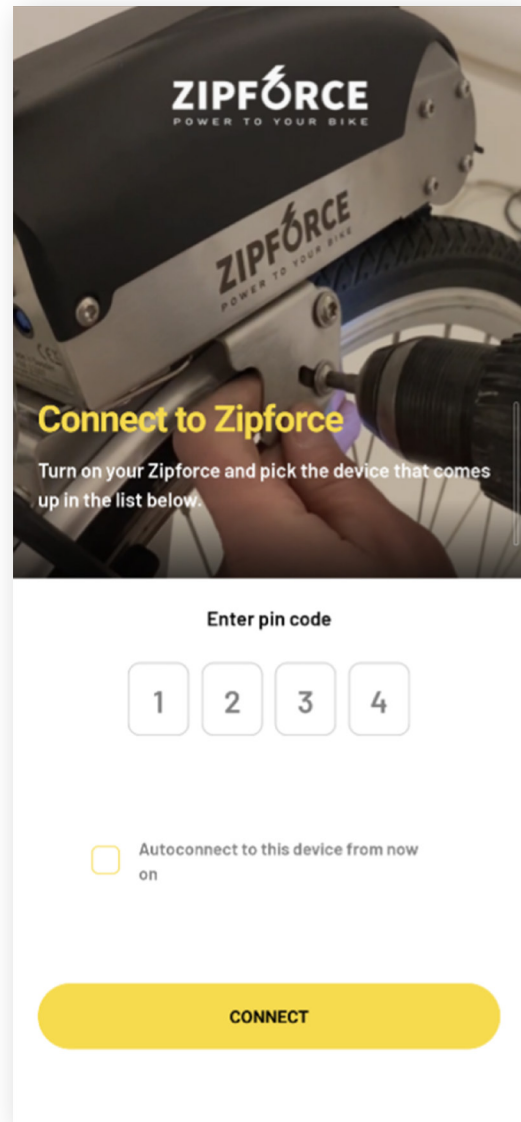 ZIPFORCE
POWER TO YOUR BIKE
ZIPFORCE
POWER TO YOUR BIKE
CE
Connect to Zipforce
Turn on your Zipforce and pick the device that comes
up in the list below.
Enter pin code
1 2 3 4
Autoconnect to this device from now
on
CONNECT